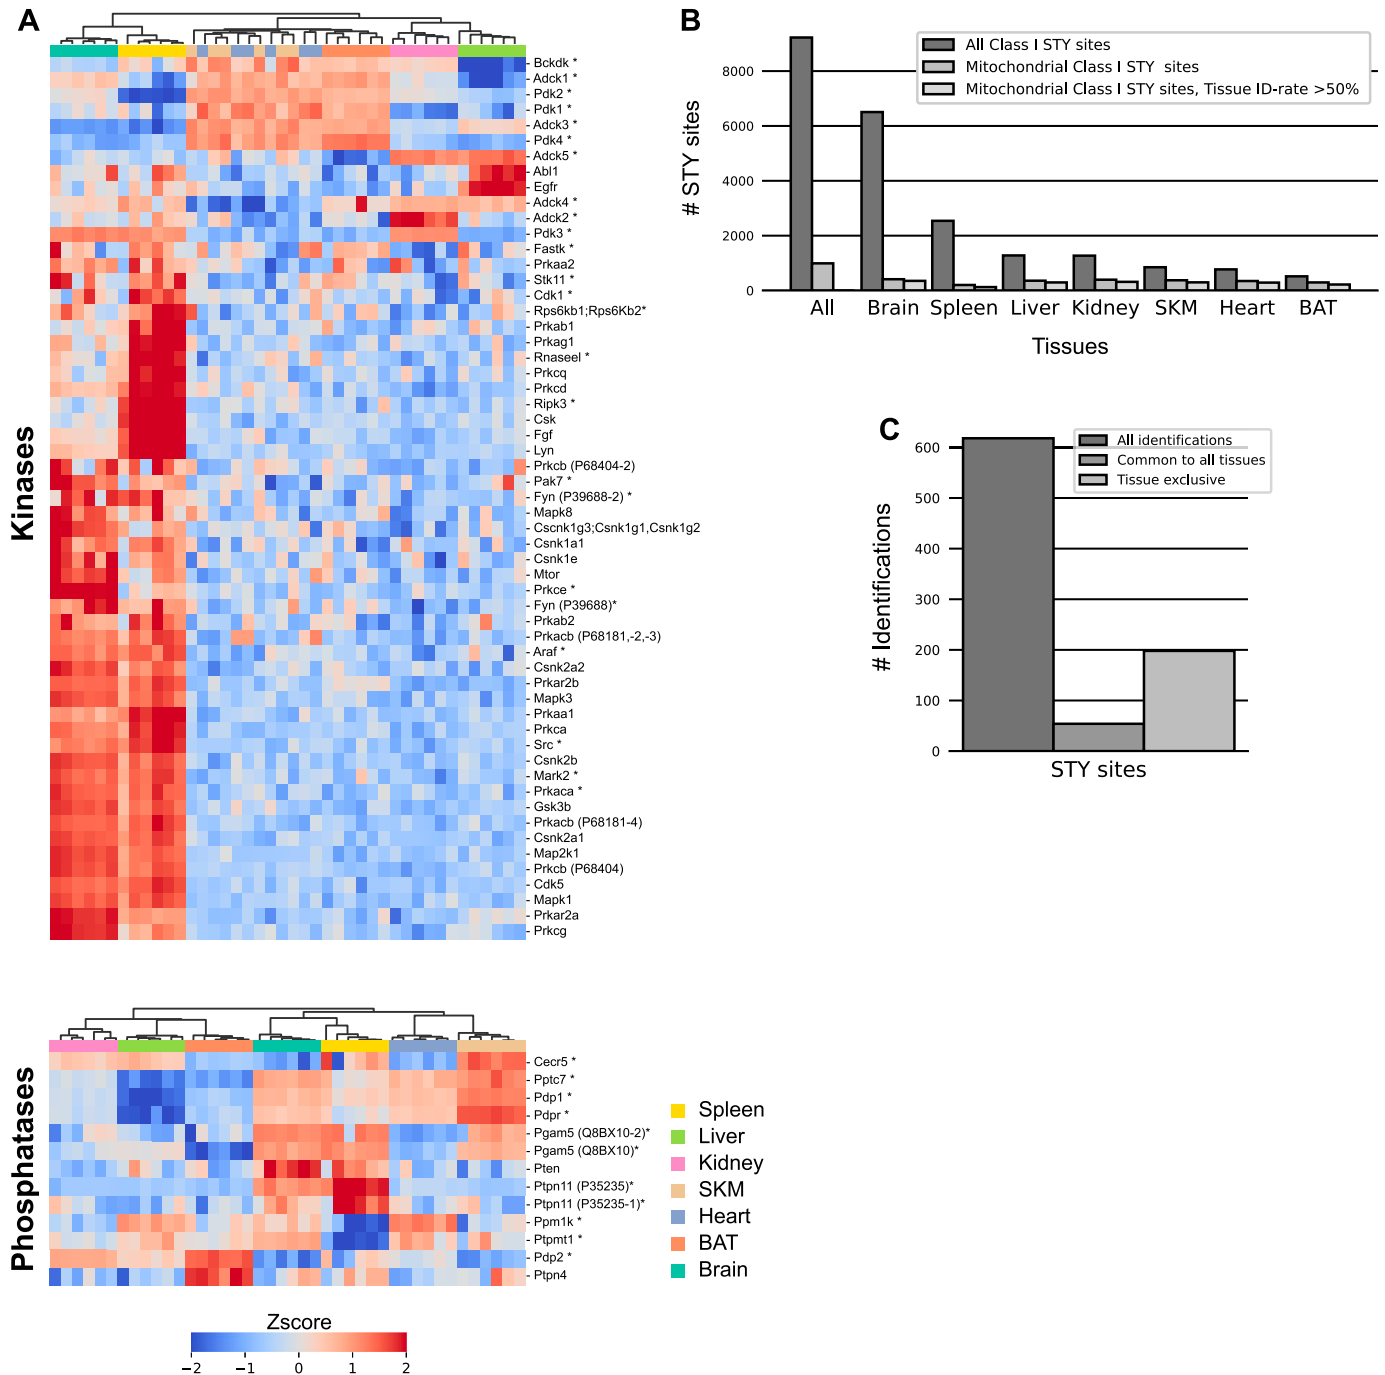 A
Kinases
Bckdk *
Adck1 *
Pdk2 *
Pdk1 *
Adck3 *
Pdk4 *
Adck5 *
Abl1
Egfr
Adck4 *
Adck2 *
Pdk3 *
Fastk *
Prkaa2
Stk11 *
Cdk1 *
Rps6kb1;Rps6Kb2*
Prkab1
Prkag1
Rnaseel *
Prkcq
Prkcd
Ripk3 *
Csk
Fgf
Lyn
Prkcb (P68404-2)
Pak7 *
Fyn (P39688-2) *
Mapk8
Cscnk1g3;Csnk1g1,Csnk1g2
Csnk1a1
Csnk1e
Mtor
Prkce *
Fyn (P39688)*
Prkab2
Prkacb (P68181,-2,-3)
Araf *
Csnk2a2
Prkar2b
Mapk3
Prkaa1
Prkca
Src *
Csnk2b
Mark2 *
Prkaca *
Gsk3b
Prkacb (P68181-4)
Csnk2a1
Map2k1
Prkcb (P68404)
Cdk5
Mapk1
Prkar2a
Prkcg
Phosphatases
Cecr5 *
Pptc7 *
Pdp1 *
Pdpr *
Pgam5 (Q8BX10-2)*
Pgam5 (Q8BX10)*
Pten
Ptpn11 (P35235)*
Ptpn11 (P35235-1)*
Ppm1k *
Ptpmt1 *
Pdp2 *
Ptpn4
Spleen
Liver
Kidney
SKM
Heart
BAT
Brain
Zscore
−2 −1 0 1 2
B
# STY sites
8000
6000
4000
2000
0
All Class I STY sites
Mitochondrial Class I STY sites
Mitochondrial Class I STY sites, Tissue ID-rate >50%
All Brain Spleen Liver Kidney SKM Heart BAT
Tissues
C
# Identifications
600
500
400
300
200
100
0
All identifications
Common to all tissues
Tissue exclusive
STY sites